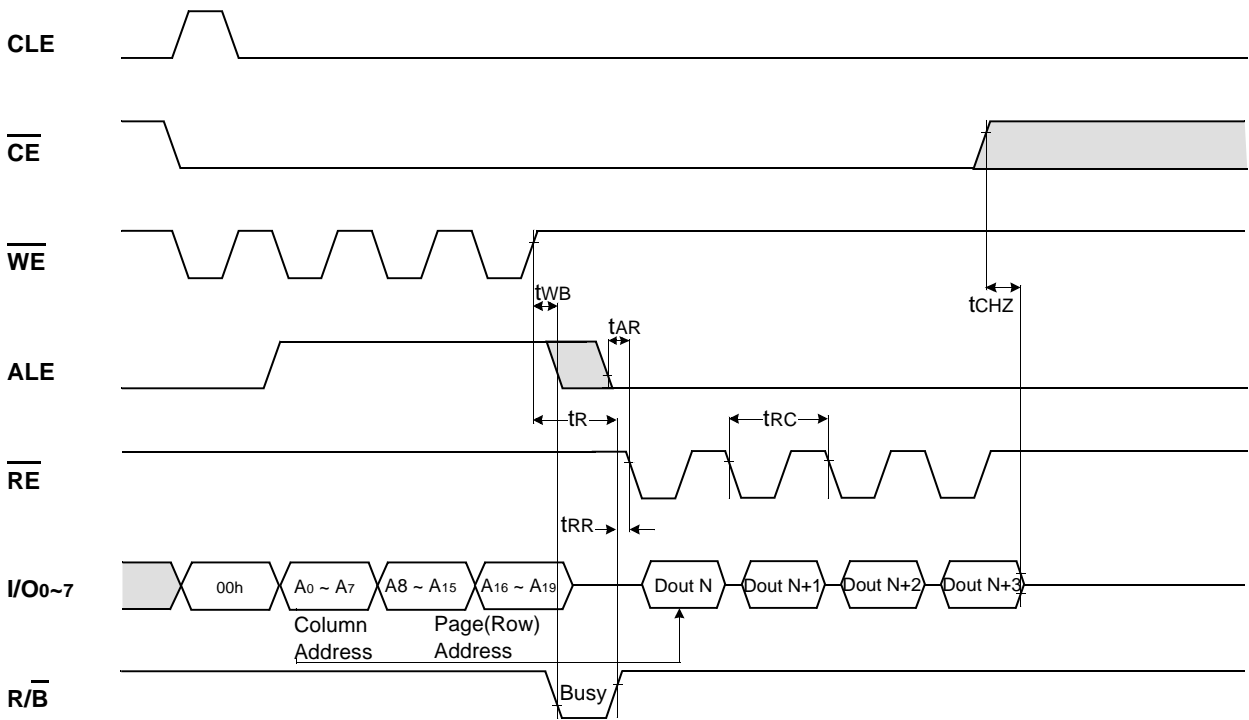 CLE
CE
WE
tWB
tCHZ
tAR
ALE
tR
tRC
RE
tRR
I/O0~7
00h
A0 ~ A7
A8 ~ A15
A16 ~ A19
Dout N
Dout N+1
Dout N+2
Dout N+3
Column
Address
Page(Row)
Address
R/B
Busy